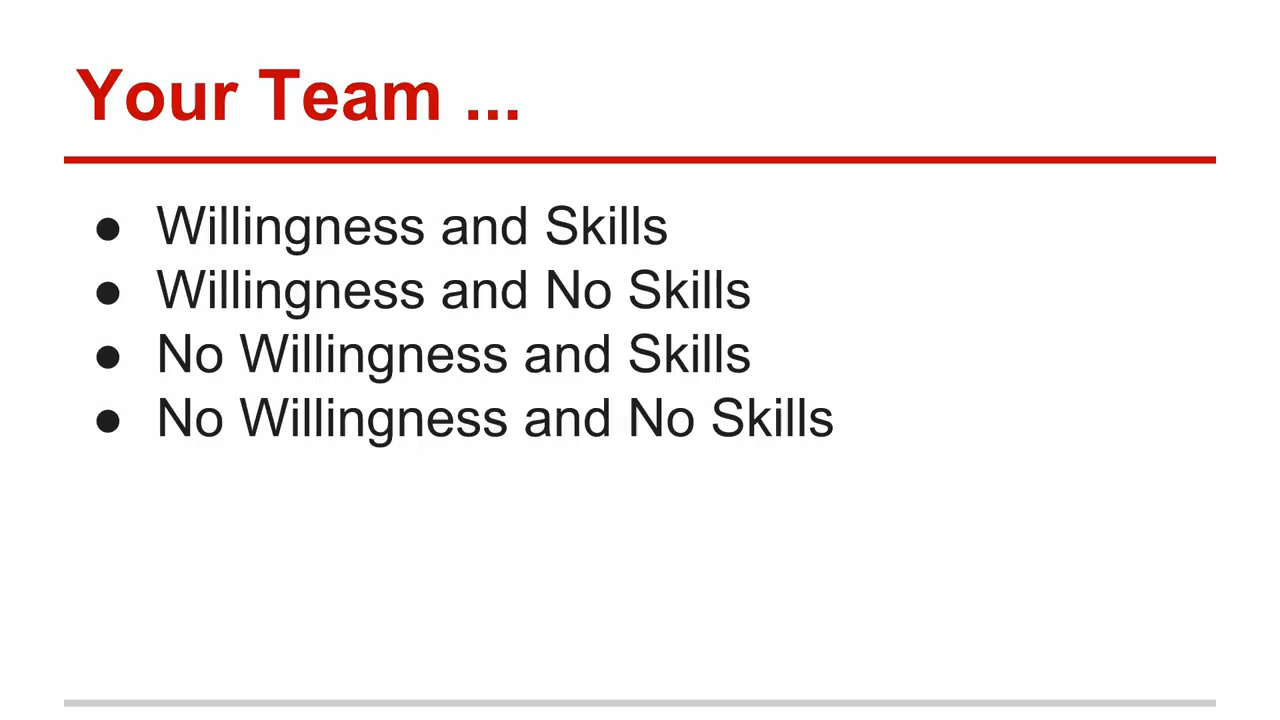 Your Team ...
● Willingness and Skills
● Willingness and No Skills
● No Willingness and Skills
● No Willingness and No Skills